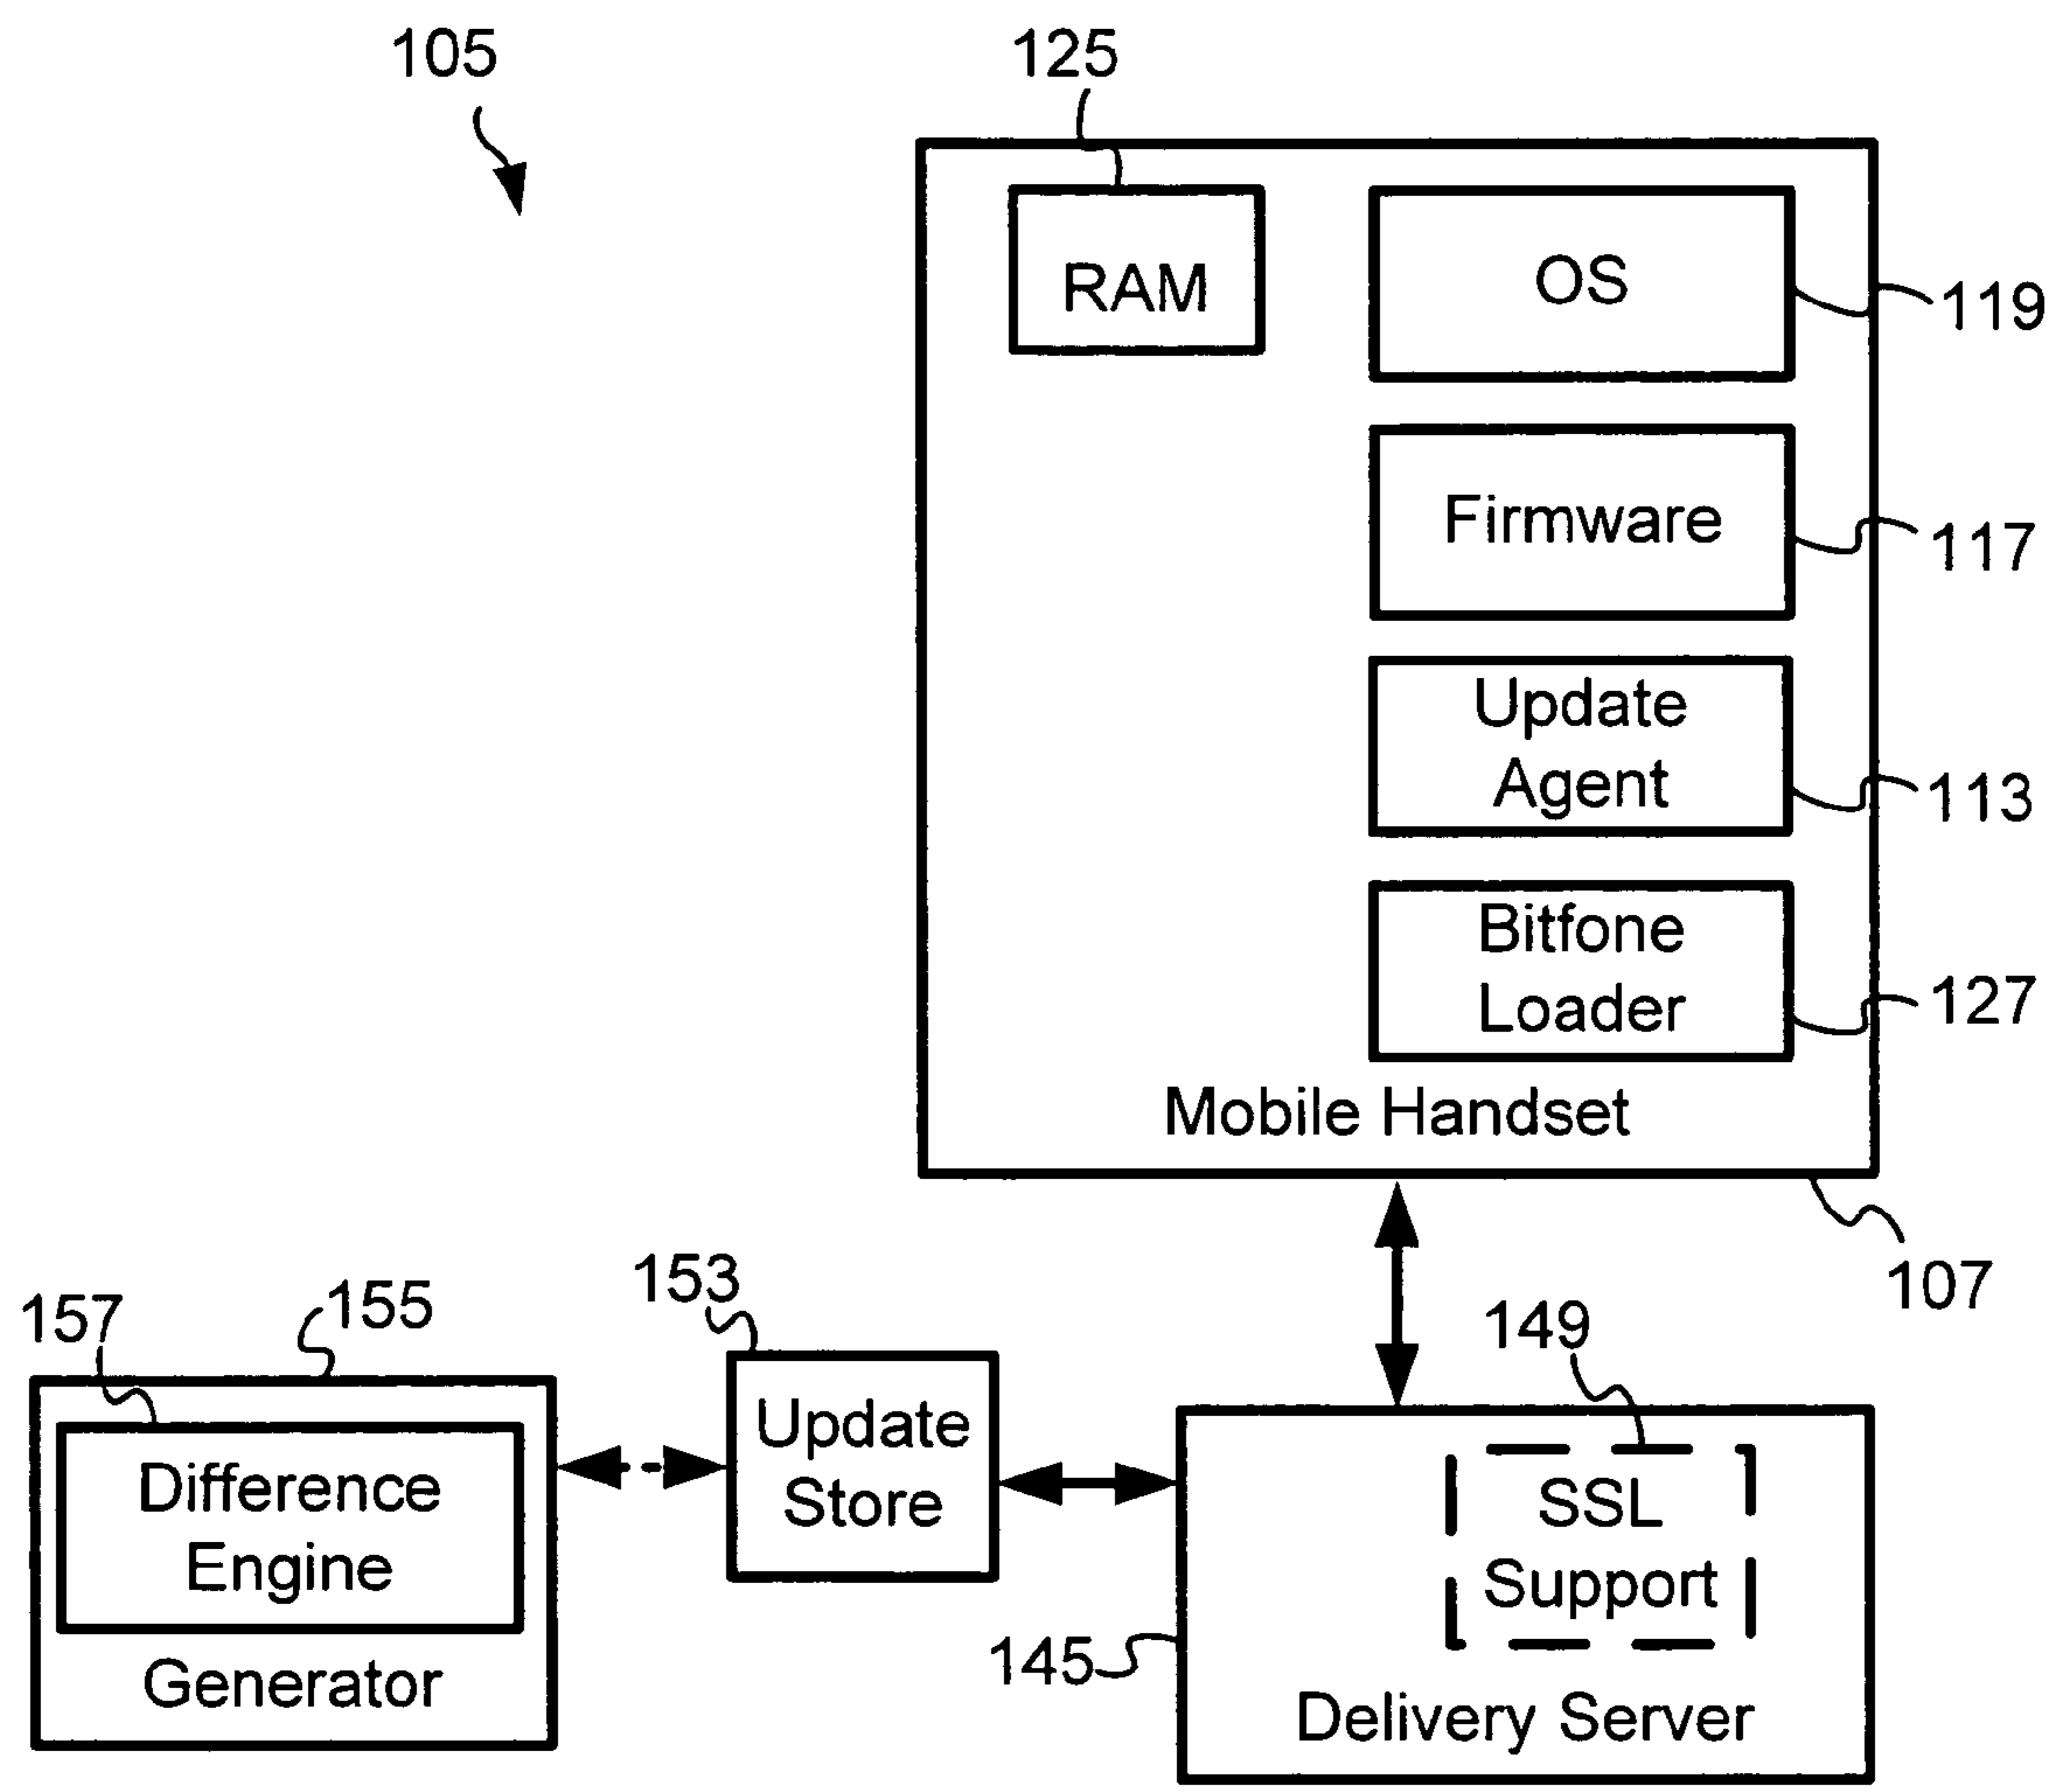 105
125
RAM
OS
119
Firmware
117
Update
Agent
113
Bitfone
Loader
127
Mobile Handset
107
157
155
153
149
Difference
Engine
Generator
Update
Store
SSL
Support
145
Delivery Server